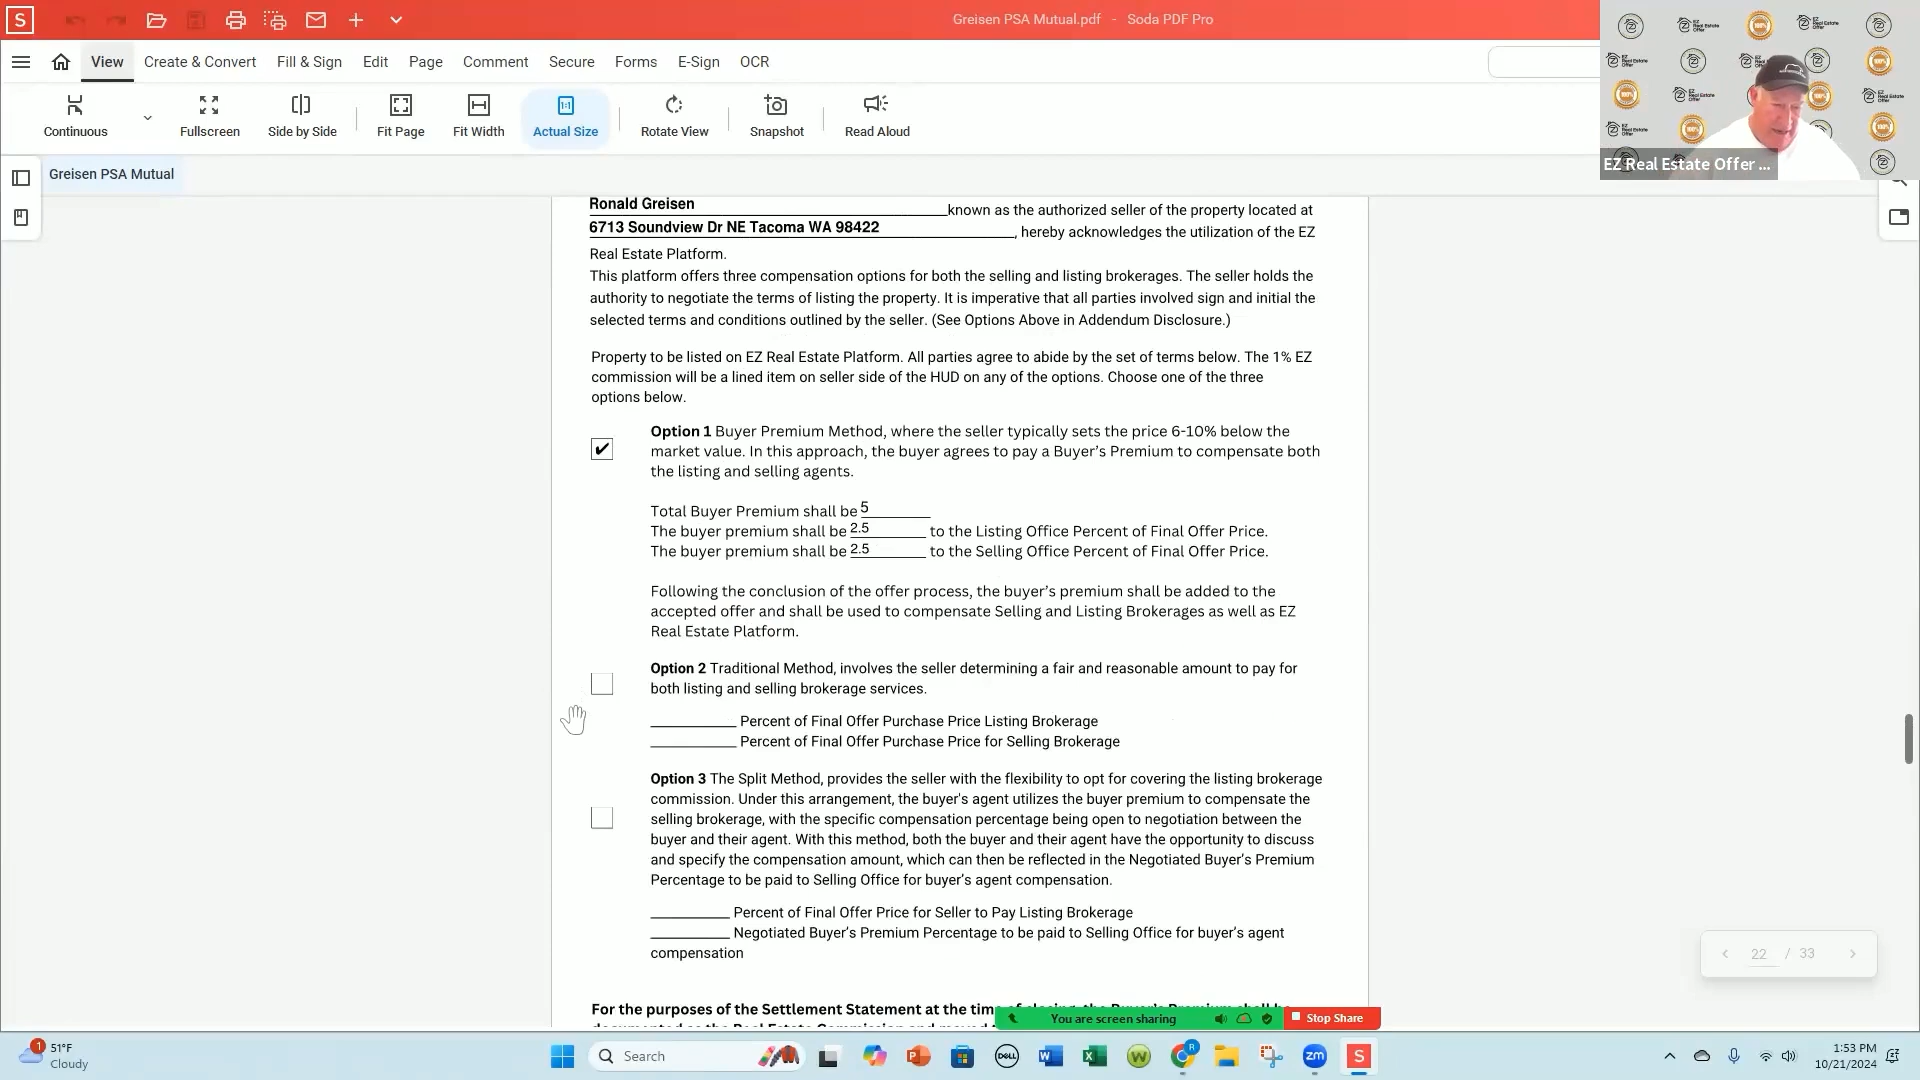 S
Greisen PSA Mutual.pdf - Soda PDF Pro
View Create & Convert Fill & Sign Edit Page Comment Secure Forms E-Sign OCR
Continuous Fullscreen Side by Side Fit Page Fit Width Actual Size Rotate View Snapshot Read Aloud
EZ Real Estate Offer ...
Greisen PSA Mutual
Ronald Greisen known as the authorized seller of the property located at
6713 Soundview Dr NE Tacoma WA 98422, hereby acknowledges the utilization of the EZ
Real Estate Platform.
This platform offers three compensation options for both the selling and listing brokerages. The seller holds the
authority to negotiate the terms of listing the property. It is imperative that all parties involved sign and initial the
selected terms and conditions outlined by the seller. (See Options Above in Addendum Disclosure.)
Property to be listed on EZ Real Estate Platform. All parties agree to abide by the set of terms below. The 1% EZ
commission will be a lined item on seller side of the HUD on any of the options. Choose one of the three
options below.
Option 1 Buyer Premium Method, where the seller typically sets the price 6-10% below the
market value. In this approach, the buyer agrees to pay a Buyer’s Premium to compensate both
the listing and selling agents.
Total Buyer Premium shall be 5
The buyer premium shall be 2.5 to the Listing Office Percent of Final Offer Price.
The buyer premium shall be 2.5 to the Selling Office Percent of Final Offer Price.
Following the conclusion of the offer process, the buyer’s premium shall be added to the
accepted offer and shall be used to compensate Selling and Listing Brokerages as well as EZ
Real Estate Platform.
Option 2 Traditional Method, involves the seller determining a fair and reasonable amount to pay for
both listing and selling brokerage services.
Percent of Final Offer Purchase Price Listing Brokerage
Percent of Final Offer Purchase Price for Selling Brokerage
Option 3 The Split Method, provides the seller with the flexibility to opt for covering the listing brokerage
commission. Under this arrangement, the buyer's agent utilizes the buyer premium to compensate the
selling brokerage, with the specific compensation percentage being open to negotiation between the
buyer and their agent. With this method, both the buyer and their agent have the opportunity to discuss
and specify the compensation amount, which can then be reflected in the Negotiated Buyer’s Premium
Percentage to be paid to Selling Office for buyer’s agent compensation.
Percent of Final Offer Price for Seller to Pay Listing Brokerage
Negotiated Buyer’s Premium Percentage to be paid to Selling Office for buyer’s agent
compensation
22 / 33
For the purposes of the Settlement Statement at the time
You are screen sharing Stop Share
51°F
Cloudy
Search
1:53 PM
10/21/2024